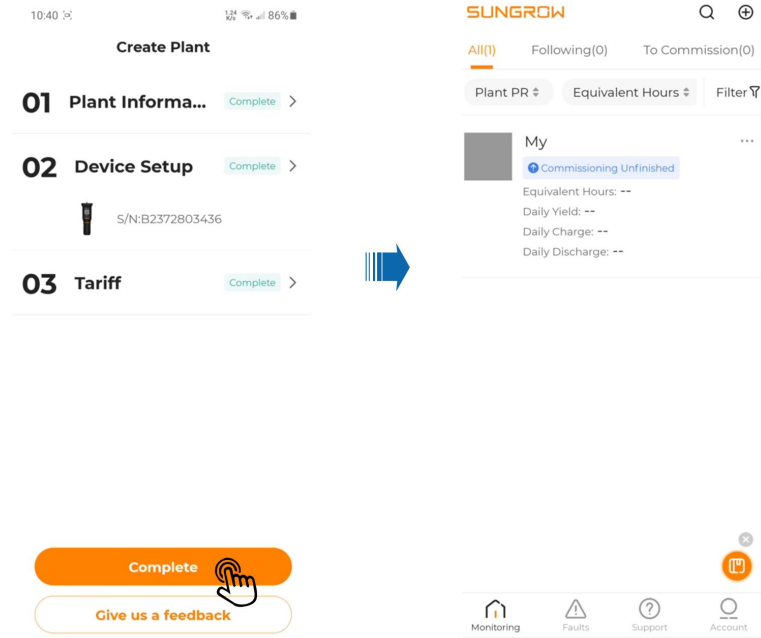 10:40
1.24 K/s 86%
Create Plant
01 Plant Informa... Complete
02 Device Setup Complete
S/N:B2372803436
03 Tariff Complete
Complete
Give us a feedback
SUNGROW
All(1) Following(0) To Commission(0)
Plant PR Equivalent Hours Filter
My
Commissioning Unfinished
Equivalent Hours: --
Daily Yield: --
Daily Charge: --
Daily Discharge: --
Monitoring Faults Support Account